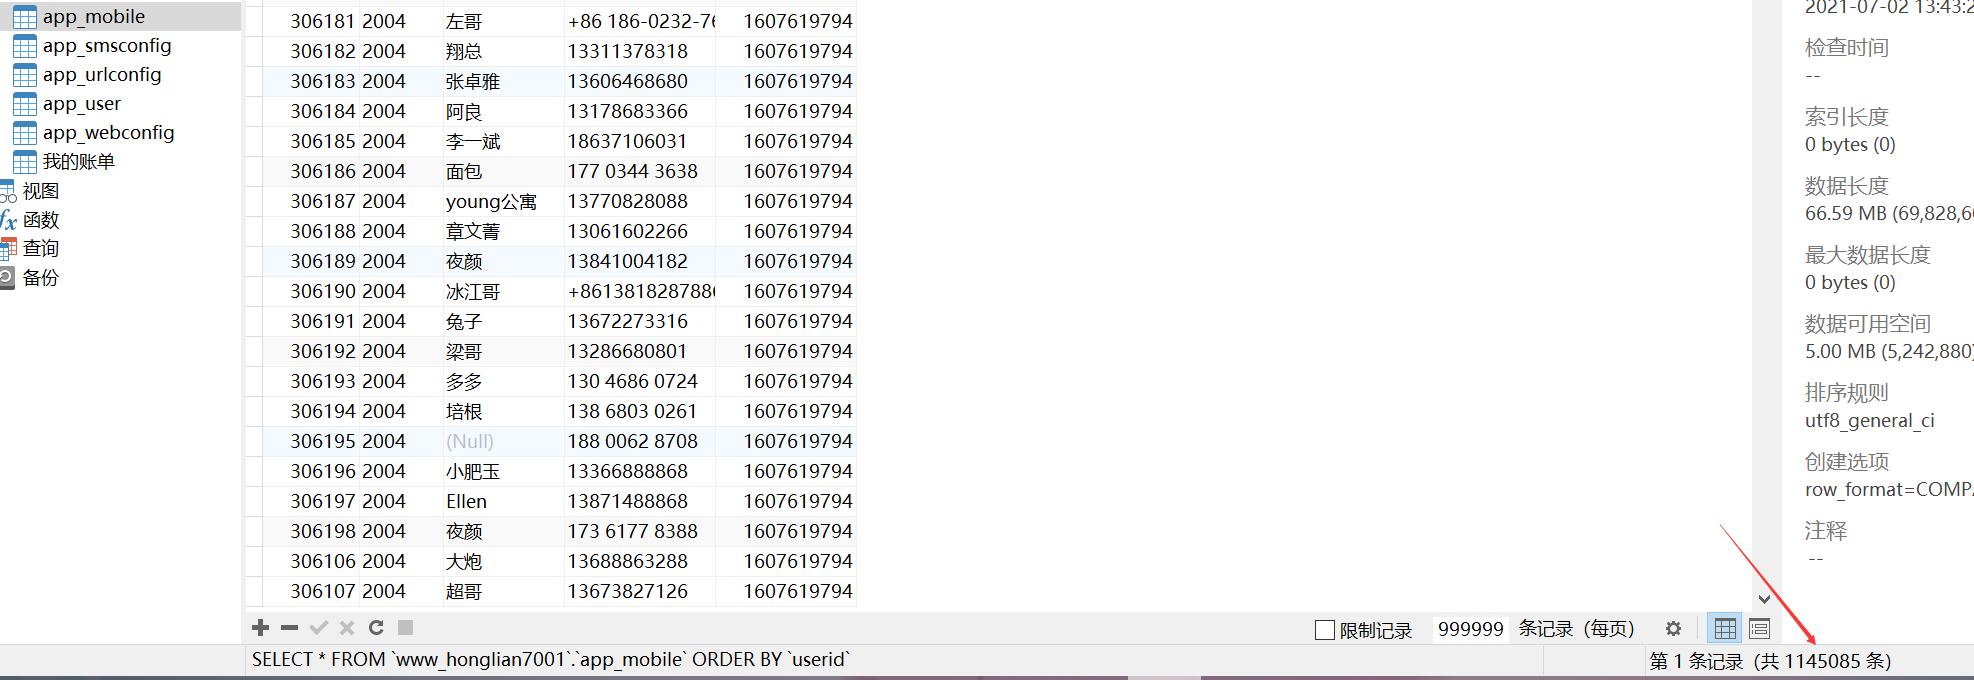 app_mobile
app_smsconfig
app_urlconfig
app_user
app_webconfig
我的账单
视图
fx 函数
查询
备份
306181 2004 左哥 +86 186-0232-76 1607619794
306182 2004 翔总 13311378318 1607619794
306183 2004 张卓雅 13606468680 1607619794
306184 2004 阿良 13178683366 1607619794
306185 2004 李一斌 18637106031 1607619794
306186 2004 面包 177 0344 3638 1607619794
306187 2004 young公寓 13770828088 1607619794
306188 2004 章文菁 13061602266 1607619794
306189 2004 夜颜 13841004182 1607619794
306190 2004 冰江哥 +861381828788 1607619794
306191 2004 兔子 13672273316 1607619794
306192 2004 梁哥 13286680801 1607619794
306193 2004 多多 130 4686 0724 1607619794
306194 2004 培根 138 6803 0261 1607619794
306195 2004 (Null) 188 0062 8708 1607619794
306196 2004 小肥玉 13366888868 1607619794
306197 2004 Ellen 13871488868 1607619794
306198 2004 夜颜 173 6177 8388 1607619794
306106 2004 大炮 13688863288 1607619794
306107 2004 超哥 13673827126 1607619794
限制记录 999999 条记录（每页）
SELECT * FROM `www_honglian7001`.`app_mobile` ORDER BY `userid`
第 1 条记录（共 1145085 条）
2021-07-02 13:43:2
检查时间
--
索引长度
0 bytes (0)
数据长度
66.59 MB (69,828,6
最大数据长度
0 bytes (0)
数据可用空间
5.00 MB (5,242,880)
排序规则
utf8_general_ci
创建选项
row_format=COMP
注释
--